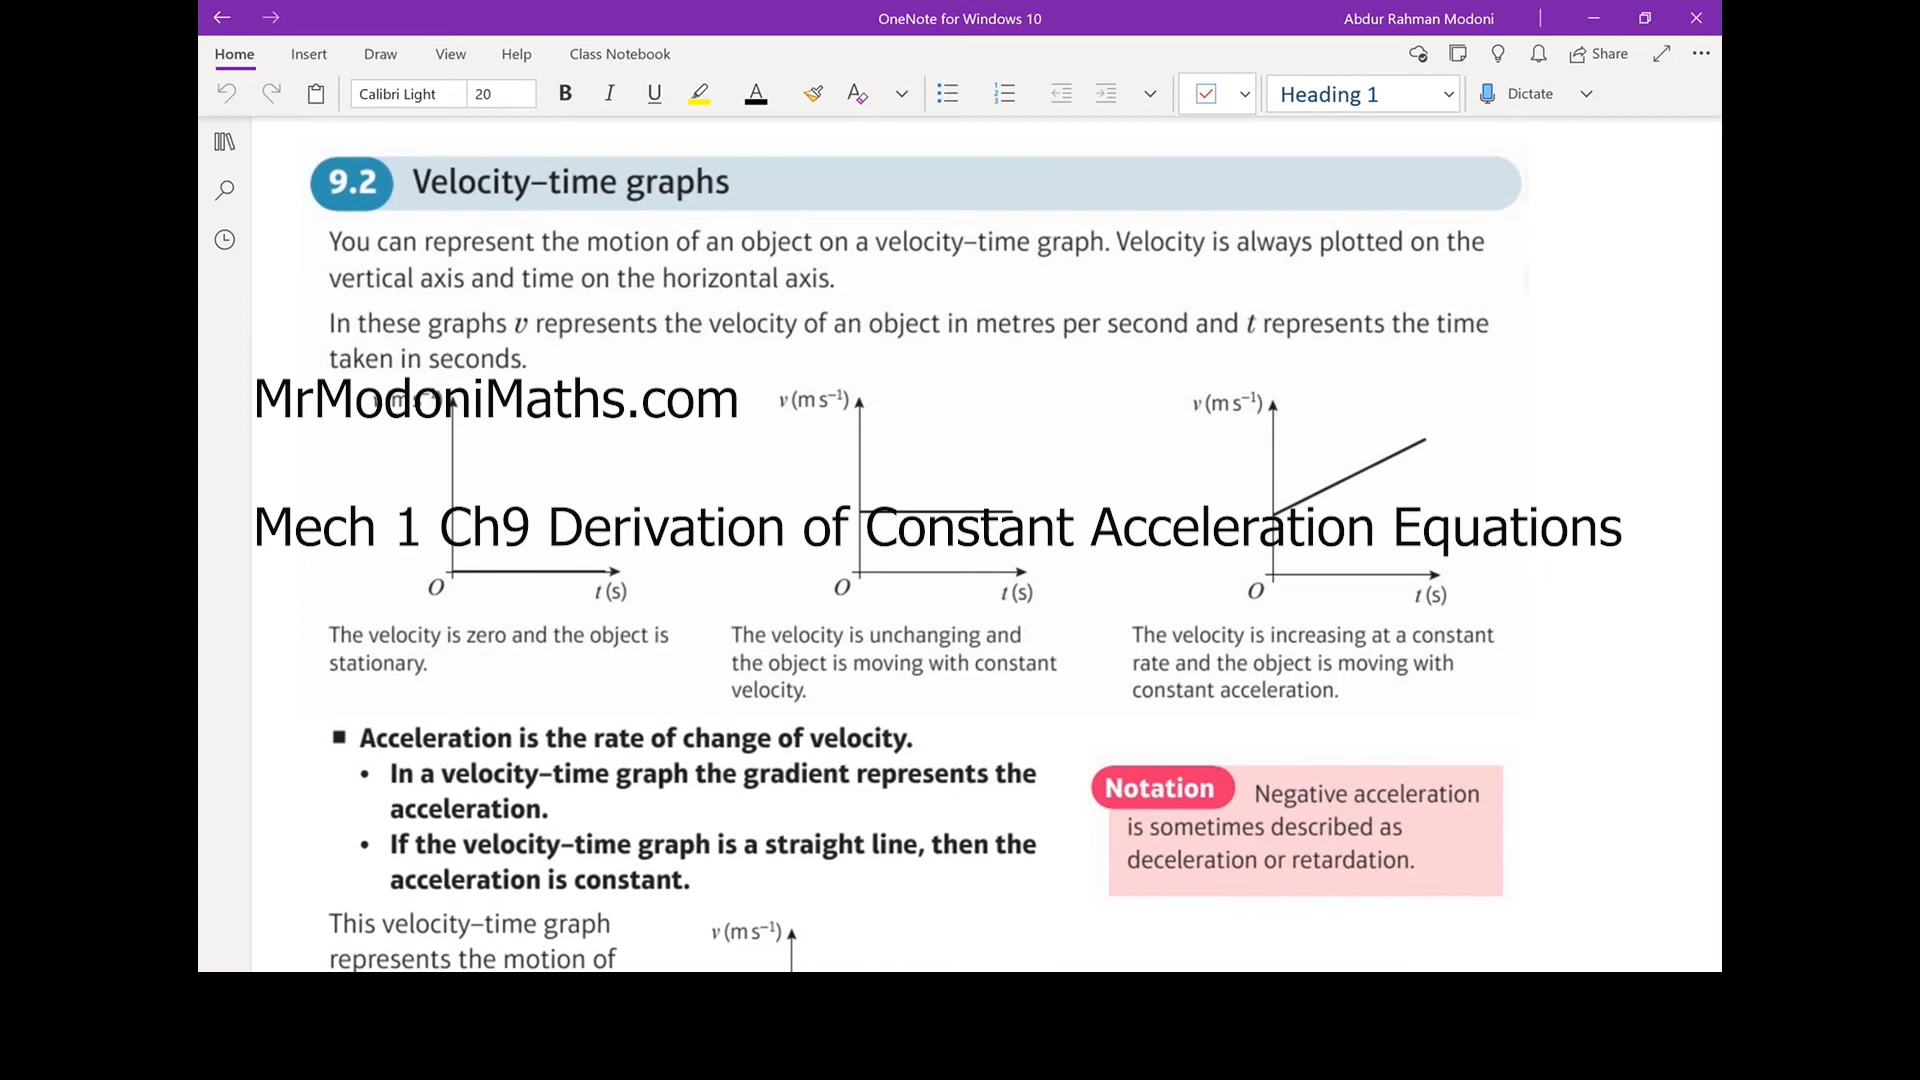 OneNote for Windows 10
Abdur Rahman Modoni
Home Insert Draw View Help Class Notebook
Share
Calibri Light 20
B I U A A
Heading 1
Dictate
9.2 Velocity–time graphs
You can represent the motion of an object on a velocity–time graph. Velocity is always plotted on the
vertical axis and time on the horizontal axis.
In these graphs v represents the velocity of an object in metres per second and t represents the time
taken in seconds.
MrModoniMaths.com
v (m s⁻¹)
v (m s⁻¹)
Mech 1 Ch9 Derivation of Constant Acceleration Equations
O t (s)
O t (s)
O t (s)
The velocity is zero and the object is
stationary.
The velocity is unchanging and
the object is moving with constant
velocity.
The velocity is increasing at a constant
rate and the object is moving with
constant acceleration.
■ Acceleration is the rate of change of velocity.
• In a velocity–time graph the gradient represents the
acceleration.
• If the velocity–time graph is a straight line, then the
acceleration is constant.
Notation Negative acceleration
is sometimes described as
deceleration or retardation.
This velocity–time graph
represents the motion of
v (m s⁻¹)